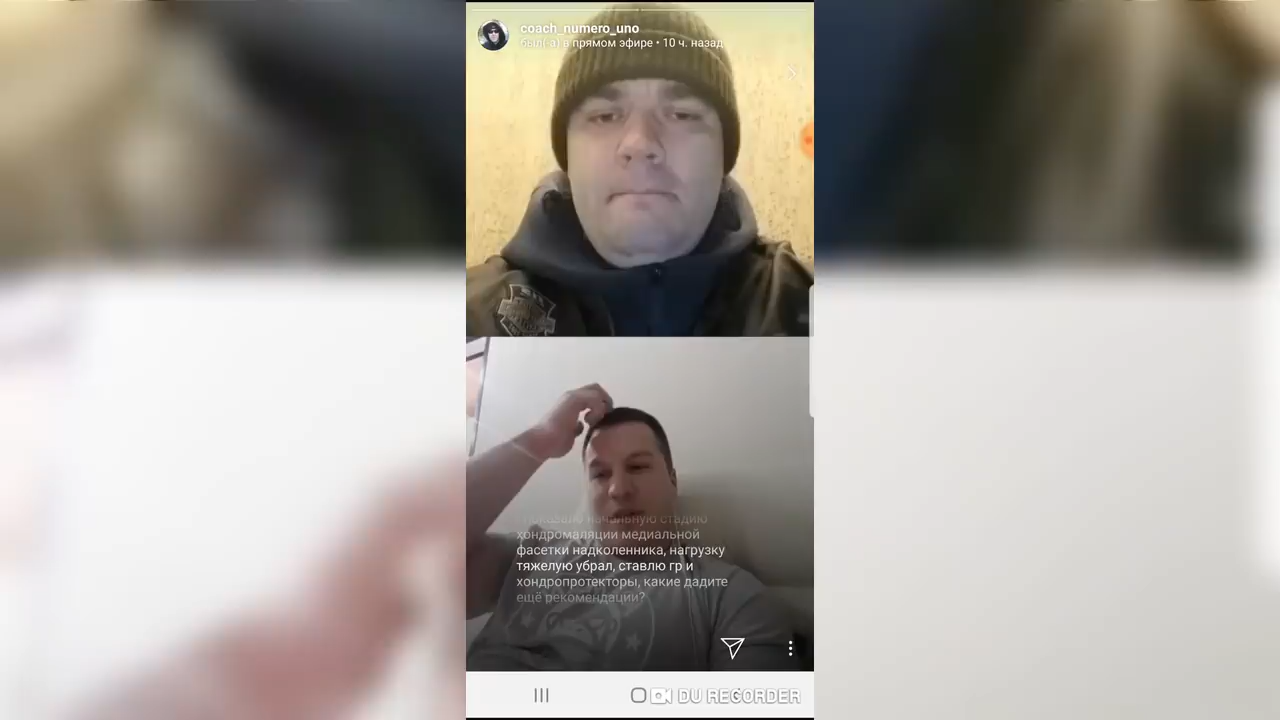 coach_numero_uno
был(-а) в прямом эфире • 10 ч. назад
начальную стадию
хондромаляции медиальной
фасетки надколенника, нагрузку
тяжелую убрал, ставлю гр и
хондропротекторы, какие дадите
ещё рекомендации?
DU RECORDER